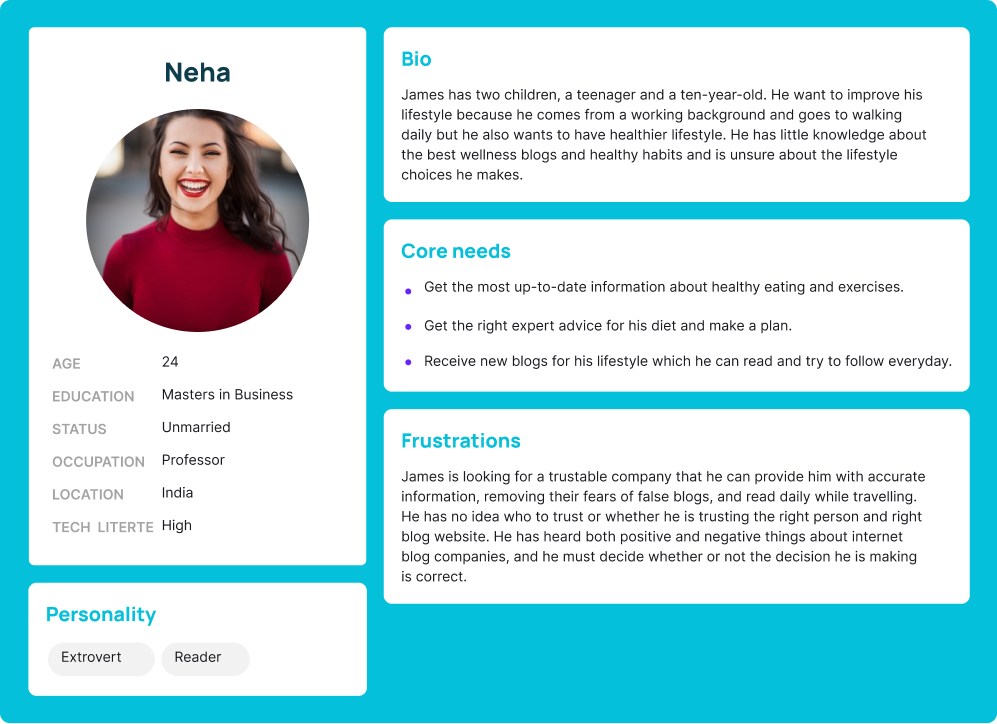 Neha
AGE 24
EDUCATION Masters in Business
STATUS Unmarried
OCCUPATION Professor
LOCATION India
TECH LITERTE High
Personality
Extrovert Reader
Bio
James has two children, a teenager and a ten-year-old. He want to improve his
lifestyle because he comes from a working background and goes to walking
daily but he also wants to have healthier lifestyle. He has little knowledge about
the best wellness blogs and healthy habits and is unsure about the lifestyle
choices he makes.
Core needs
• Get the most up-to-date information about healthy eating and exercises.
• Get the right expert advice for his diet and make a plan.
• Receive new blogs for his lifestyle which he can read and try to follow everyday.
Frustrations
James is looking for a trustable company that he can provide him with accurate
information, removing their fears of false blogs, and read daily while travelling.
He has no idea who to trust or whether he is trusting the right person and right
blog website. He has heard both positive and negative things about internet
blog companies, and he must decide whether or not the decision he is making
is correct.